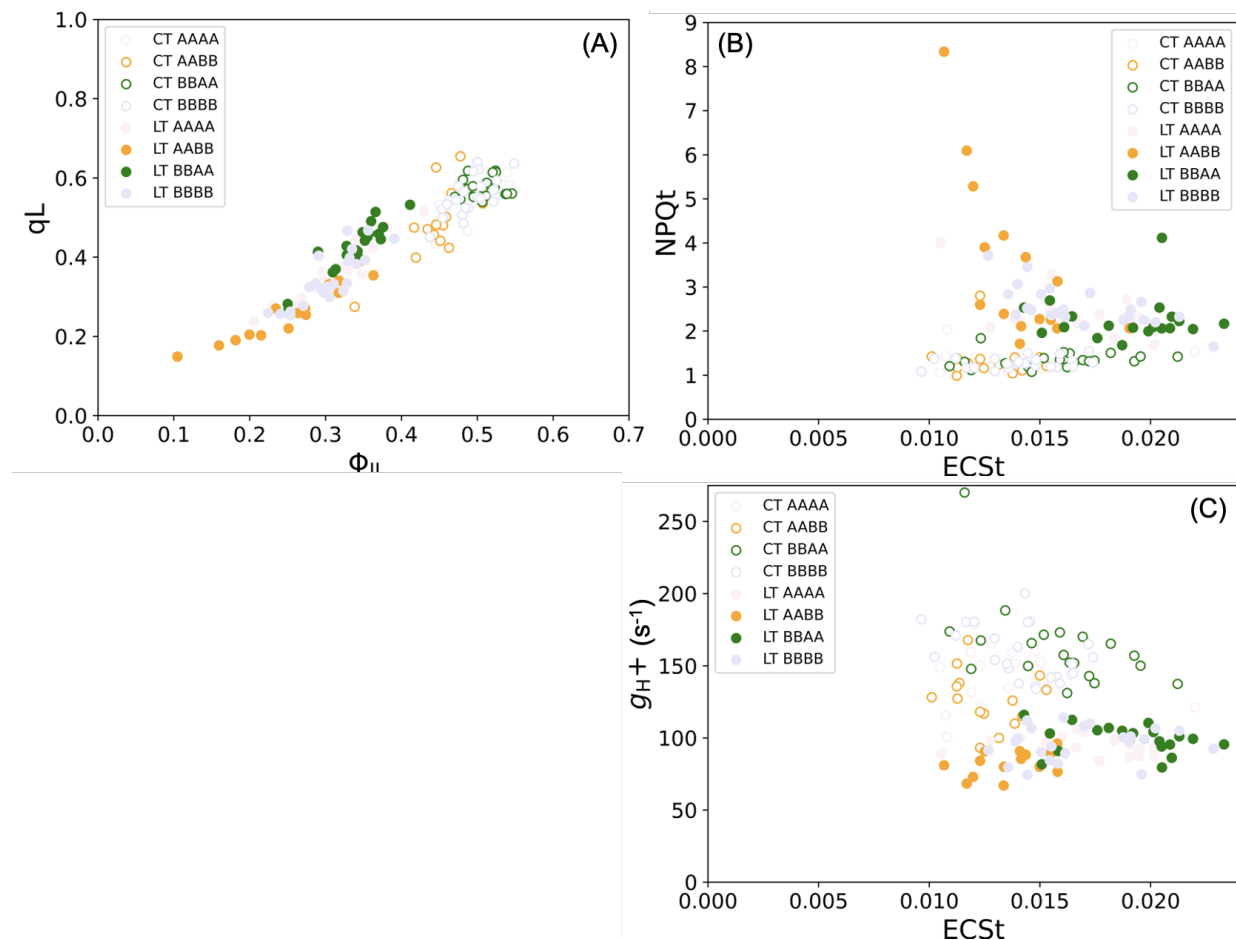 (A)
CT AAAA
CT AABB
CT BBAA
CT BBBB
LT AAAA
LT AABB
LT BBAA
LT BBBB
qL
1.0
0.8
0.6
0.4
0.2
0.0
0.0 0.1 0.2 0.3 0.4 0.5 0.6 0.7
ΦII
(B)
CT AAAA
CT AABB
CT BBAA
CT BBBB
LT AAAA
LT AABB
LT BBAA
LT BBBB
NPQt
9
8
7
6
5
4
3
2
1
0
0.000 0.005 0.010 0.015 0.020
ECSt
(C)
CT AAAA
CT AABB
CT BBAA
CT BBBB
LT AAAA
LT AABB
LT BBAA
LT BBBB
gH+ (s-1)
250
200
150
100
50
0
0.000 0.005 0.010 0.015 0.020
ECSt